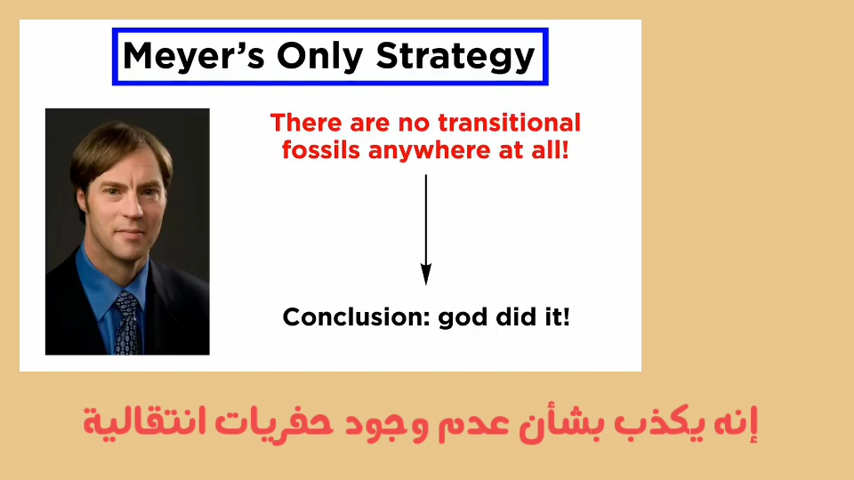 Meyer's Only Strategy
There are no transitional
fossils anywhere at all!
Conclusion: god did it!
إنه يكذب بشأن عدم وجود حفريات انتقالية